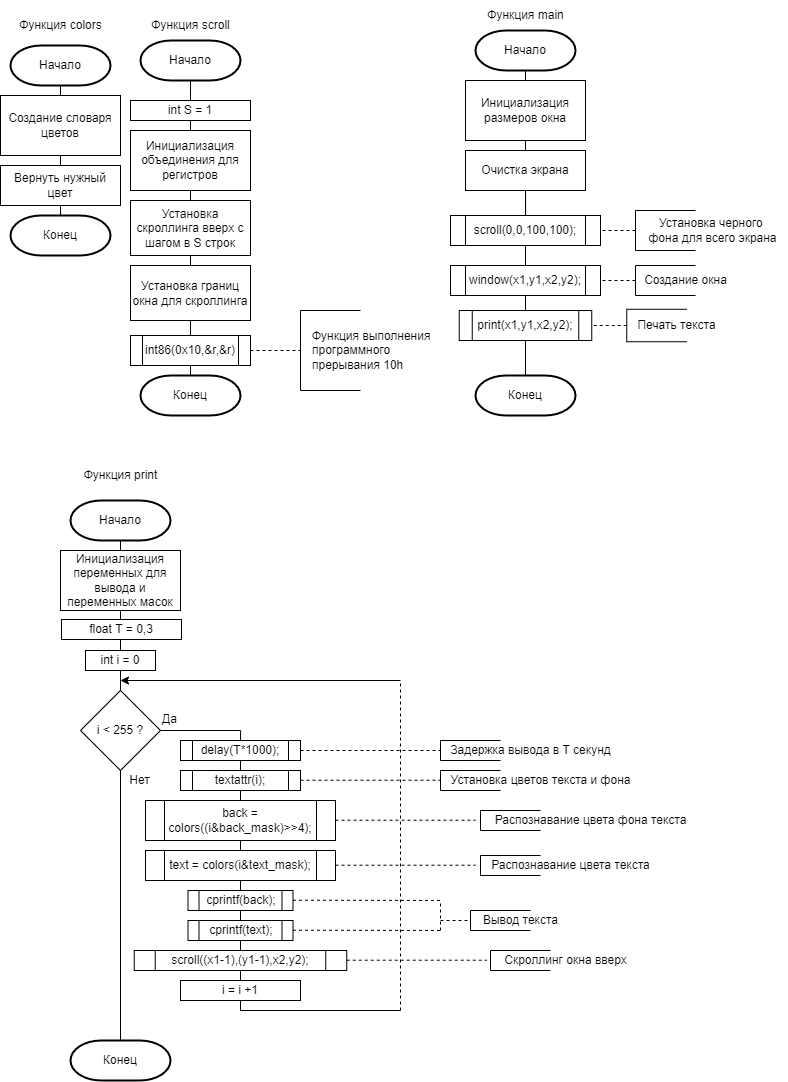 Функция colors
Начало
Создание словаря
цветов
Вернуть нужный
цвет
Конец
Функция scroll
Начало
int S = 1
Инициализация
объединения для
регистров
Установка
скроллинга вверх с
шагом в S строк
Установка границ
окна для скроллинга
int86(0x10,&r,&r)
Функция выполнения
программного
прерывания 10h
Конец
Функция main
Начало
Инициализация
размеров окна
Очистка экрана
scroll(0,0,100,100);
Установка черного
фона для всего экрана
window(x1,y1,x2,y2);
Создание окна
print(x1,y1,x2,y2);
Печать текста
Конец
Функция print
Начало
Инициализация
переменных для
вывода и
переменных масок
float T = 0,3
int i = 0
i < 255 ?
Да
Нет
delay(T*1000);
Задержка вывода в T секунд
textattr(i);
Установка цветов текста и фона
back =
colors((i&back_mask)>>4);
Распознавание цвета фона текста
text = colors(i&text_mask);
Распознавание цвета текста
cprintf(back);
cprintf(text);
Вывод текста
scroll((x1-1),(y1-1),x2,y2);
Скроллинг окна вверх
i = i +1
Конец